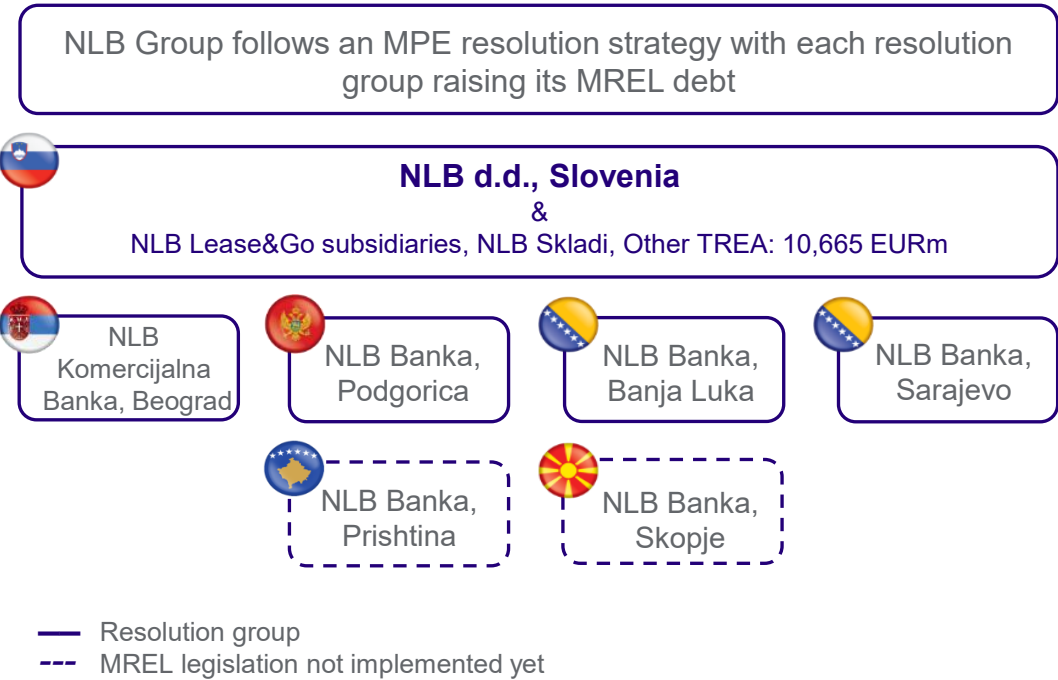 NLB Group follows an MPE resolution strategy with each resolution
group raising its MREL debt
NLB d.d., Slovenia
&
NLB Lease&Go subsidiaries, NLB Skladi, Other TREA: 10,665 EURm
NLB
Komercijalna
Banka, Beograd
NLB Banka,
Podgorica
NLB Banka,
Banja Luka
NLB Banka,
Sarajevo
NLB Banka,
Prishtina
NLB Banka,
Skopje
Resolution group
MREL legislation not implemented yet